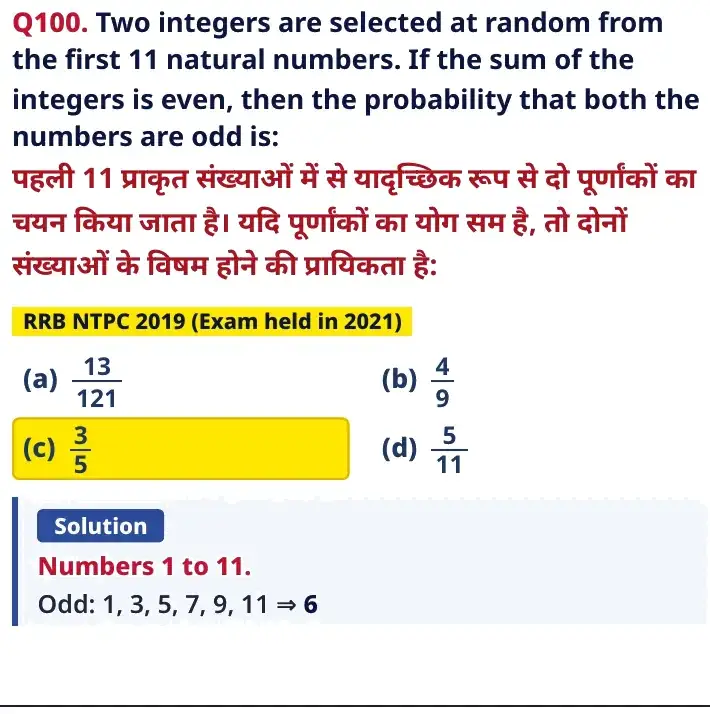 Q100. Two integers are selected at random from
the first 11 natural numbers. If the sum of the
integers is even, then the probability that both the
numbers are odd is:
पहली 11 प्राकृत संख्याओं में से यादृच्छिक रूप से दो पूर्णांकों का
चयन किया जाता है। यदि पूर्णांकों का योग सम है, तो दोनों
संख्याओं के विषम होने की प्रायिकता है:
RRB NTPC 2019 (Exam held in 2021)
(a) 13/121 (b) 4/9
(c) 3/5 (d) 5/11
Solution
Numbers 1 to 11.
Odd: 1, 3, 5, 7, 9, 11 ⇒ 6